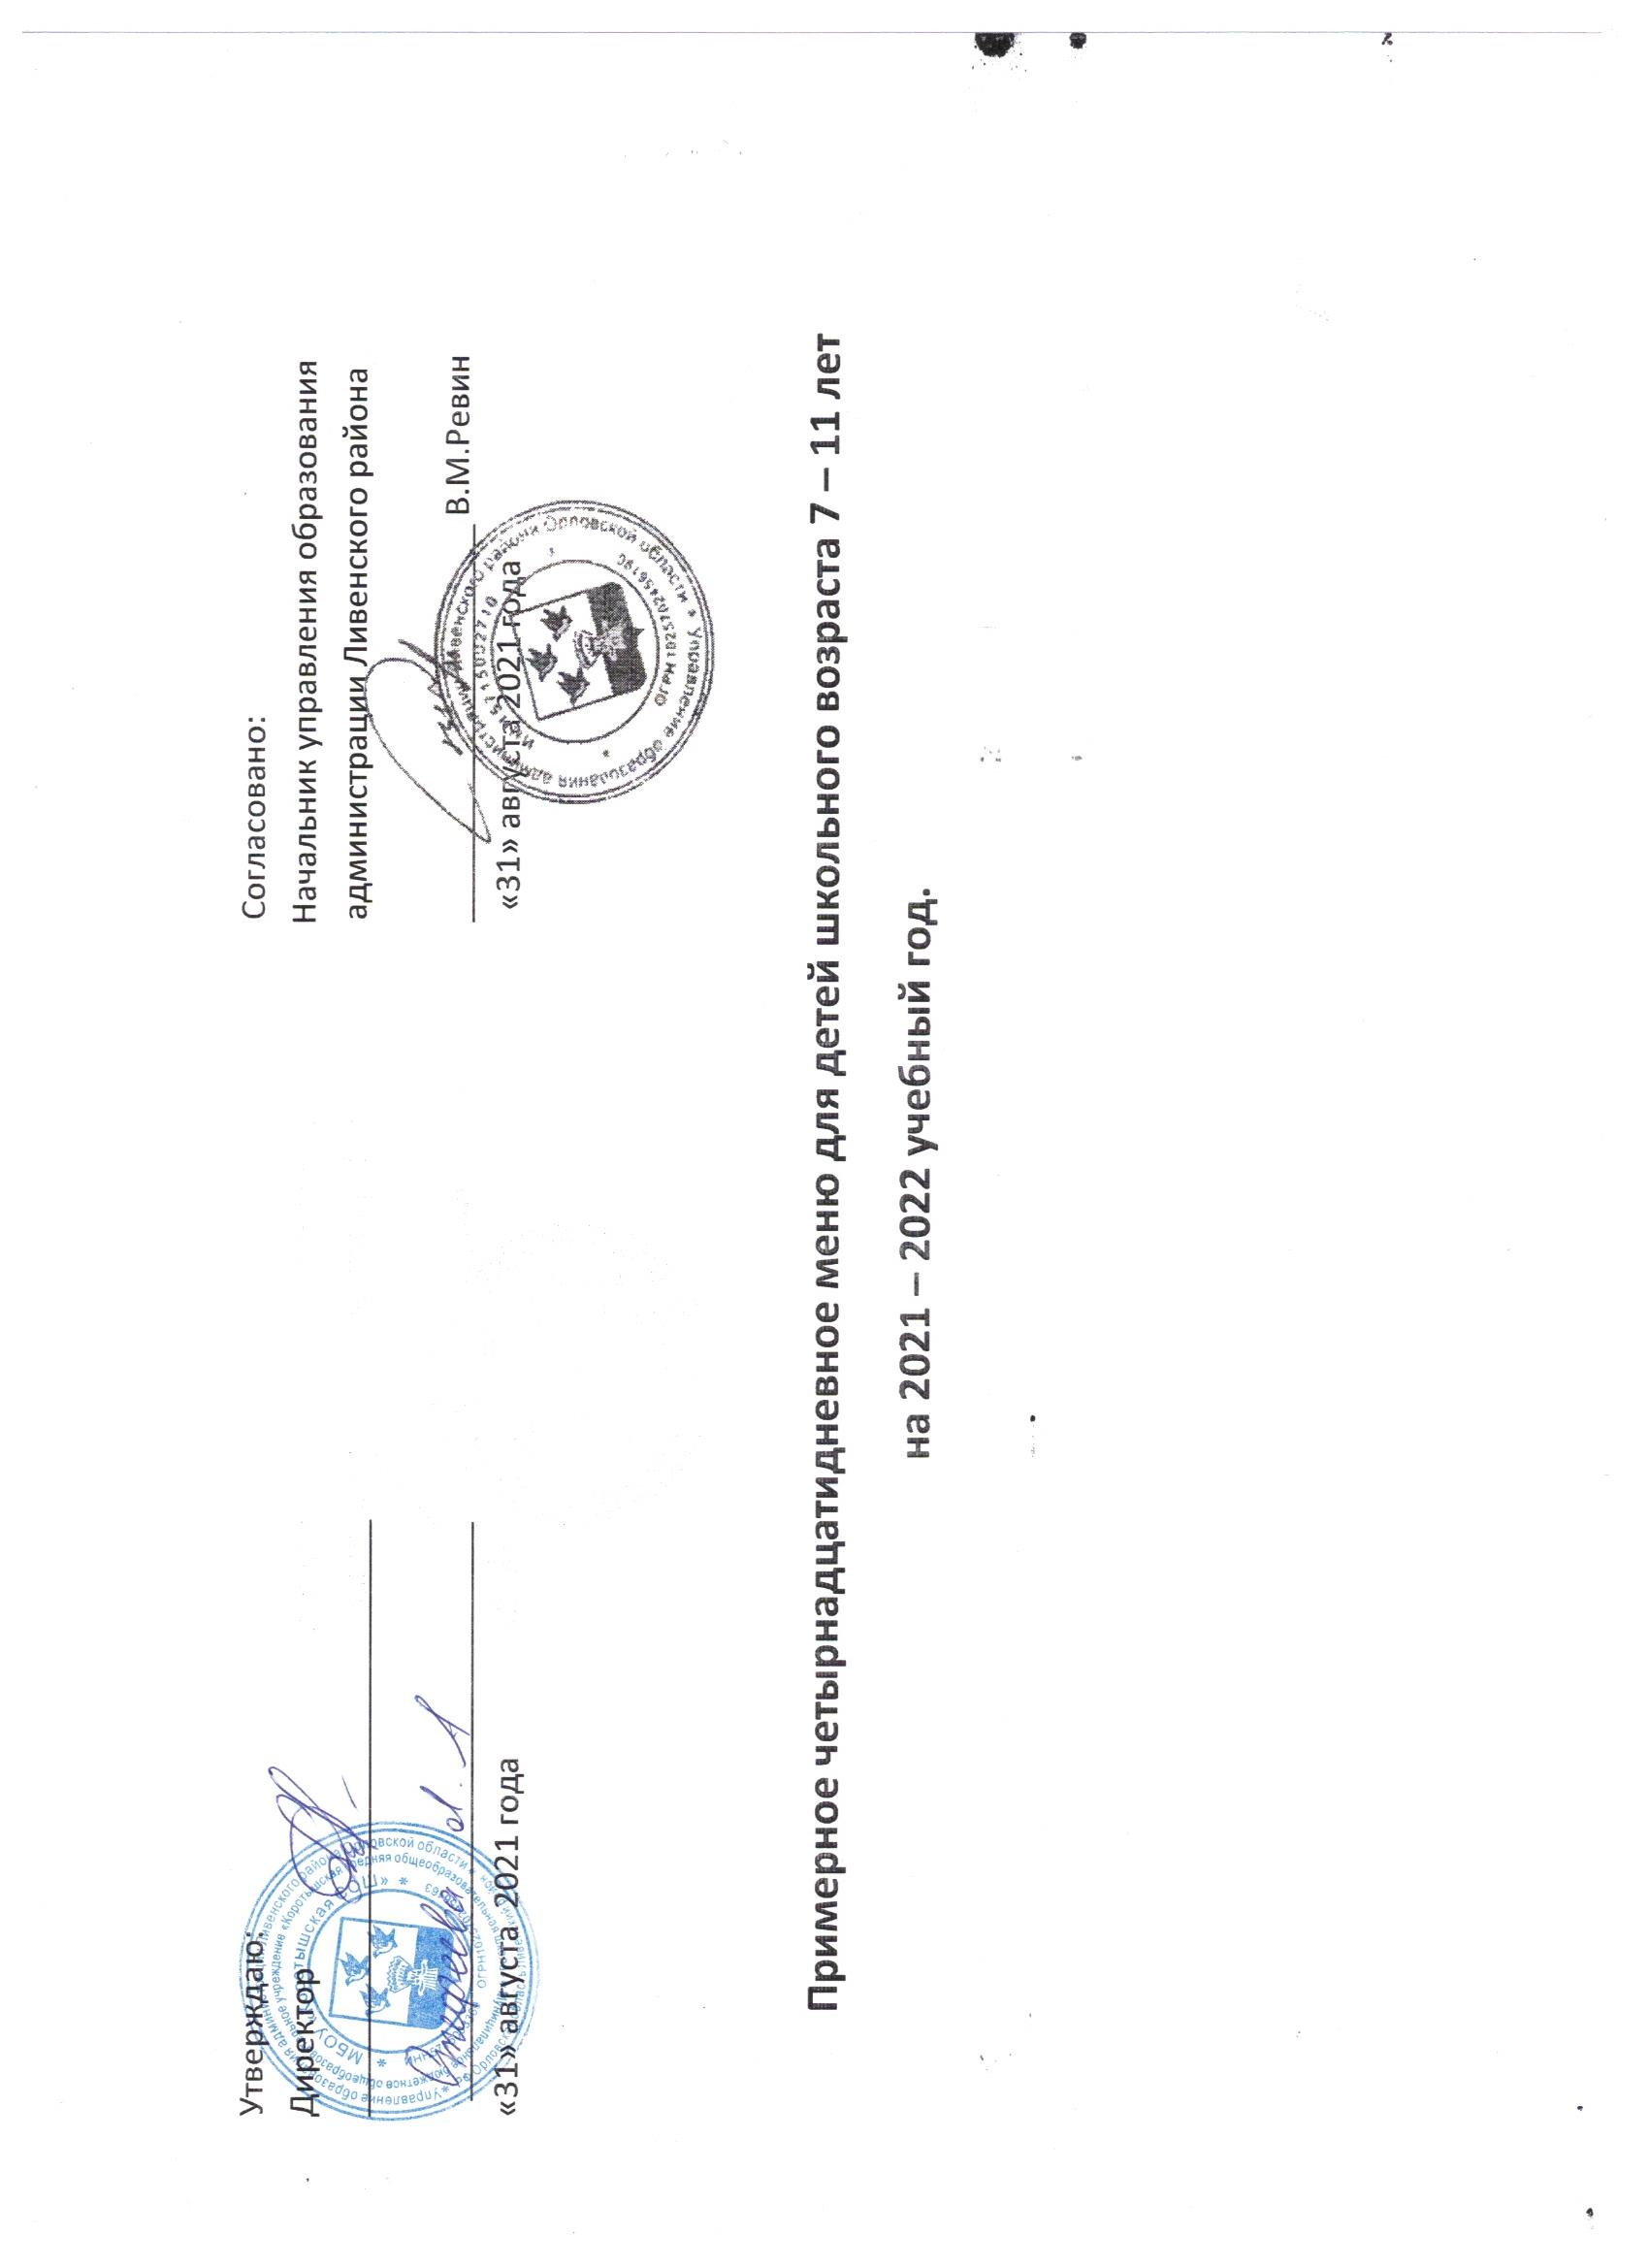 Утверждаю:
Директор
«31» августа 2021 года
Согласовано:
Начальник управления образования
администрации Ливенского района
В.М.Ревин
«31» августа 2021 года
Примерное четырнадцатидневное меню для детей школьного возраста 7 – 11 лет
на 2021 – 2022 учебный год.